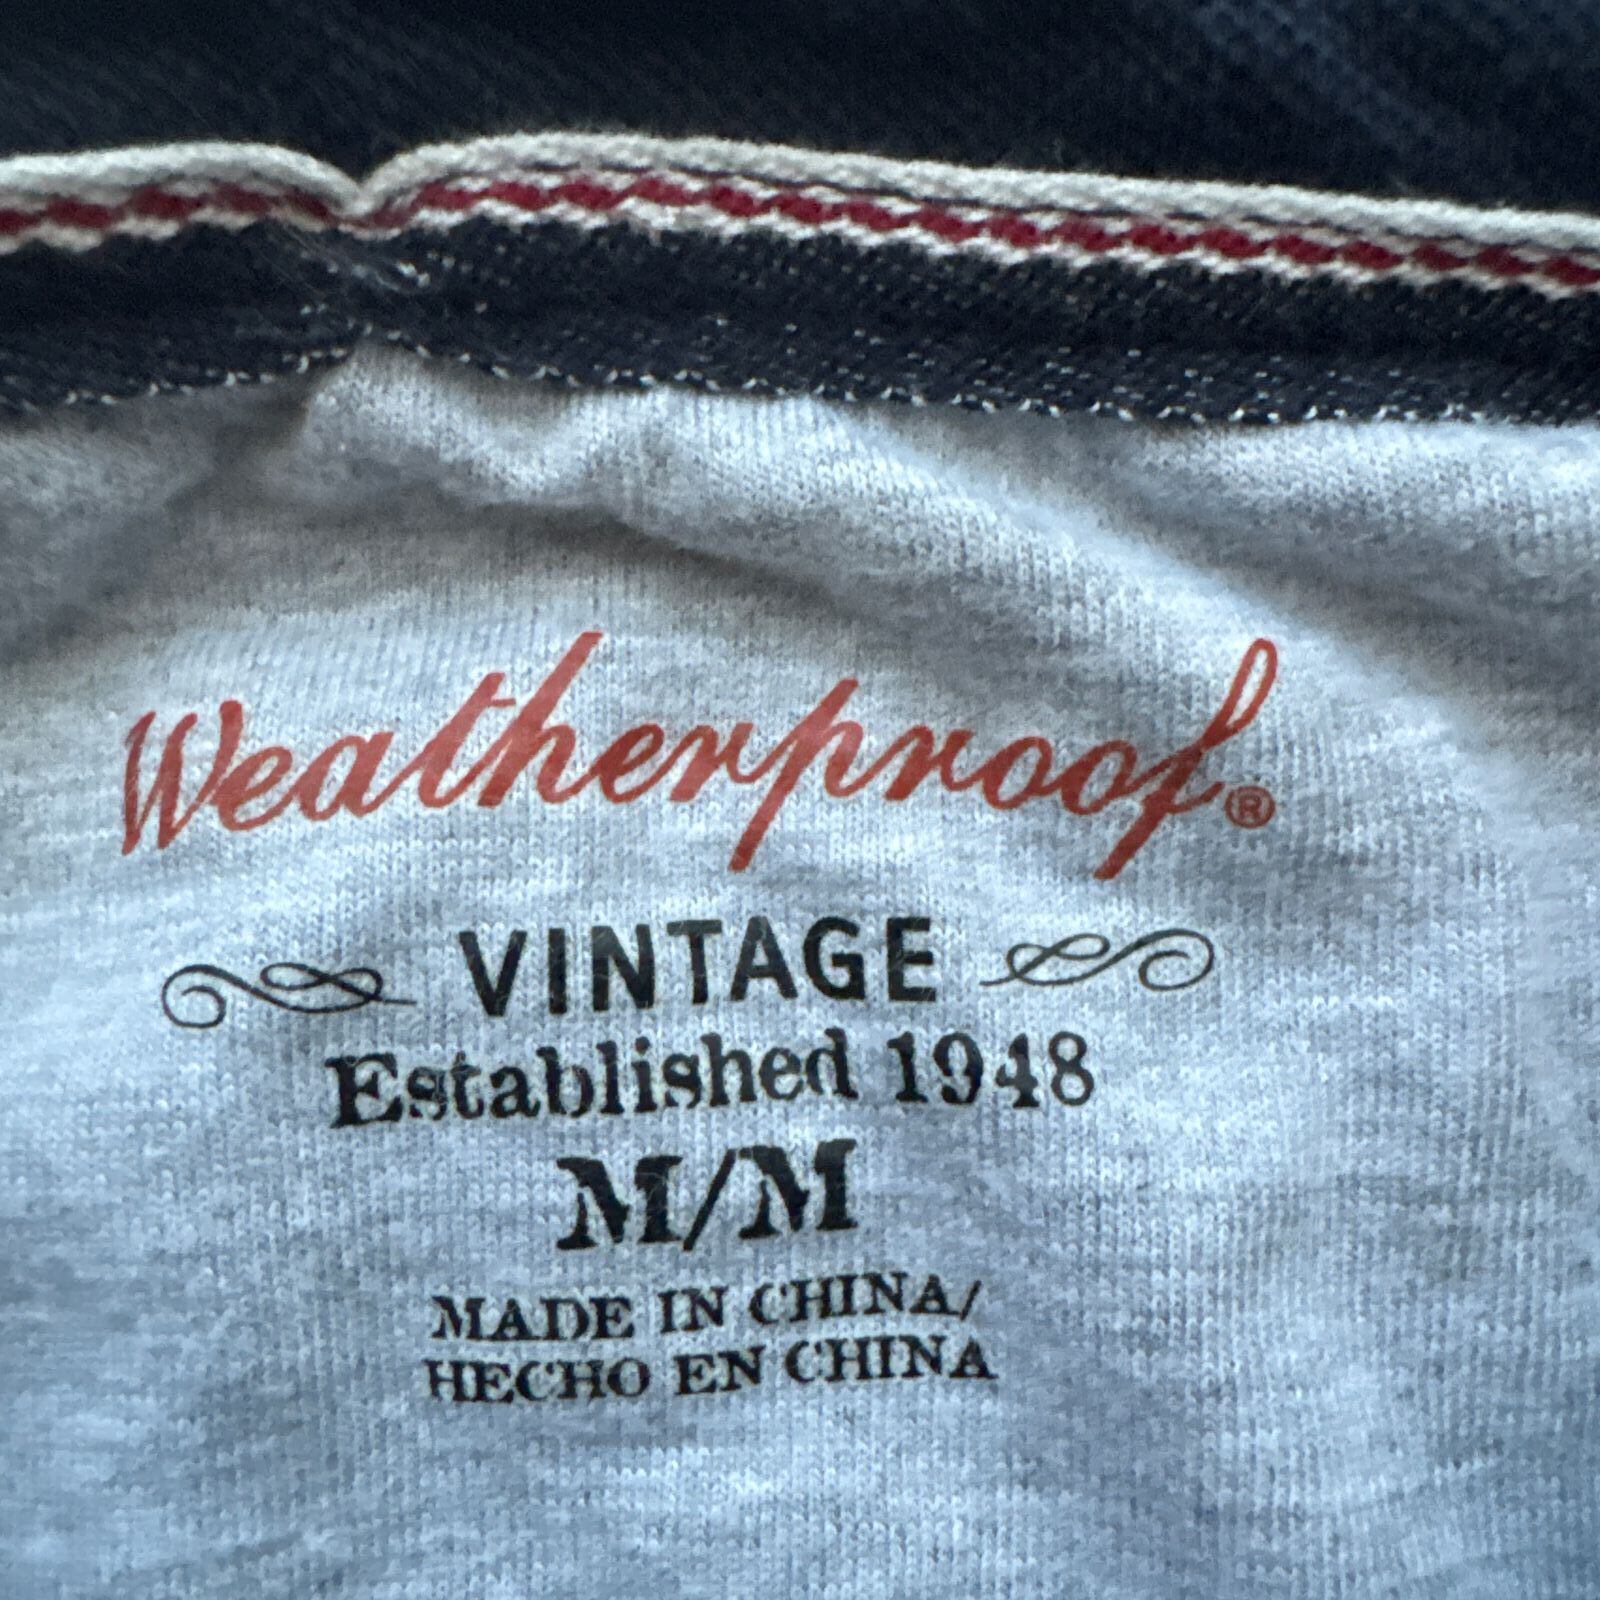 Weatherproof®
VINTAGE
Established 1948
M/M
MADE IN CHINA/
HECHO EN CHINA